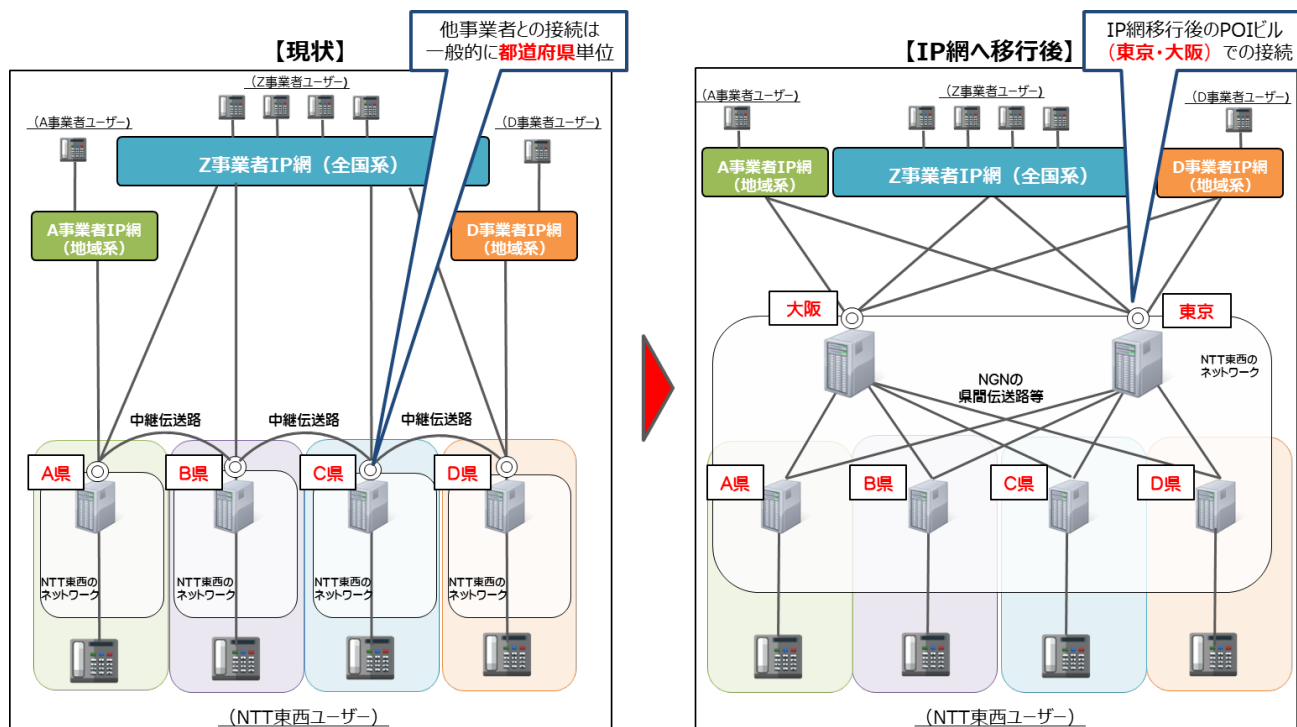 【現状】
他事業者との接続は
一般的に都道府県単位
（Z事業者ユーザー）
（A事業者ユーザー）
（D事業者ユーザー）
Z事業者IP網（全国系）
A事業者IP網
（地域系）
D事業者IP網
（地域系）
中継伝送路
中継伝送路
中継伝送路
A県
B県
C県
D県
NTT東西の
ネットワーク
NTT東西の
ネットワーク
NTT東西の
ネットワーク
NTT東西の
ネットワーク
（NTT東西ユーザー）
【IP網へ移行後】
IP網移行後のPOIビル
（東京・大阪）での接続
（A事業者ユーザー）
（Z事業者ユーザー）
（D事業者ユーザー）
A事業者IP網
（地域系）
Z事業者IP網（全国系）
D事業者IP網
（地域系）
大阪
東京
NTT東西の
ネットワーク
NGNの
県間伝送路等
A県
B県
C県
D県
（NTT東西ユーザー）